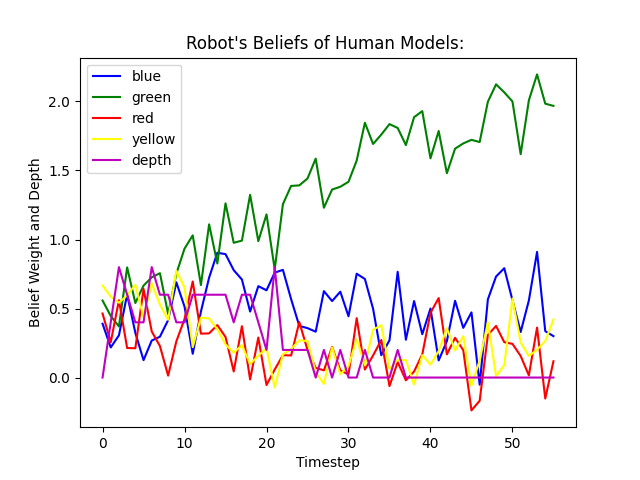 Robot's Beliefs of Human Models:
blue
green
red
yellow
depth
Belief Weight and Depth
2.0
1.5
1.0
0.5
0.0
0 10 20 30 40 50
Timestep